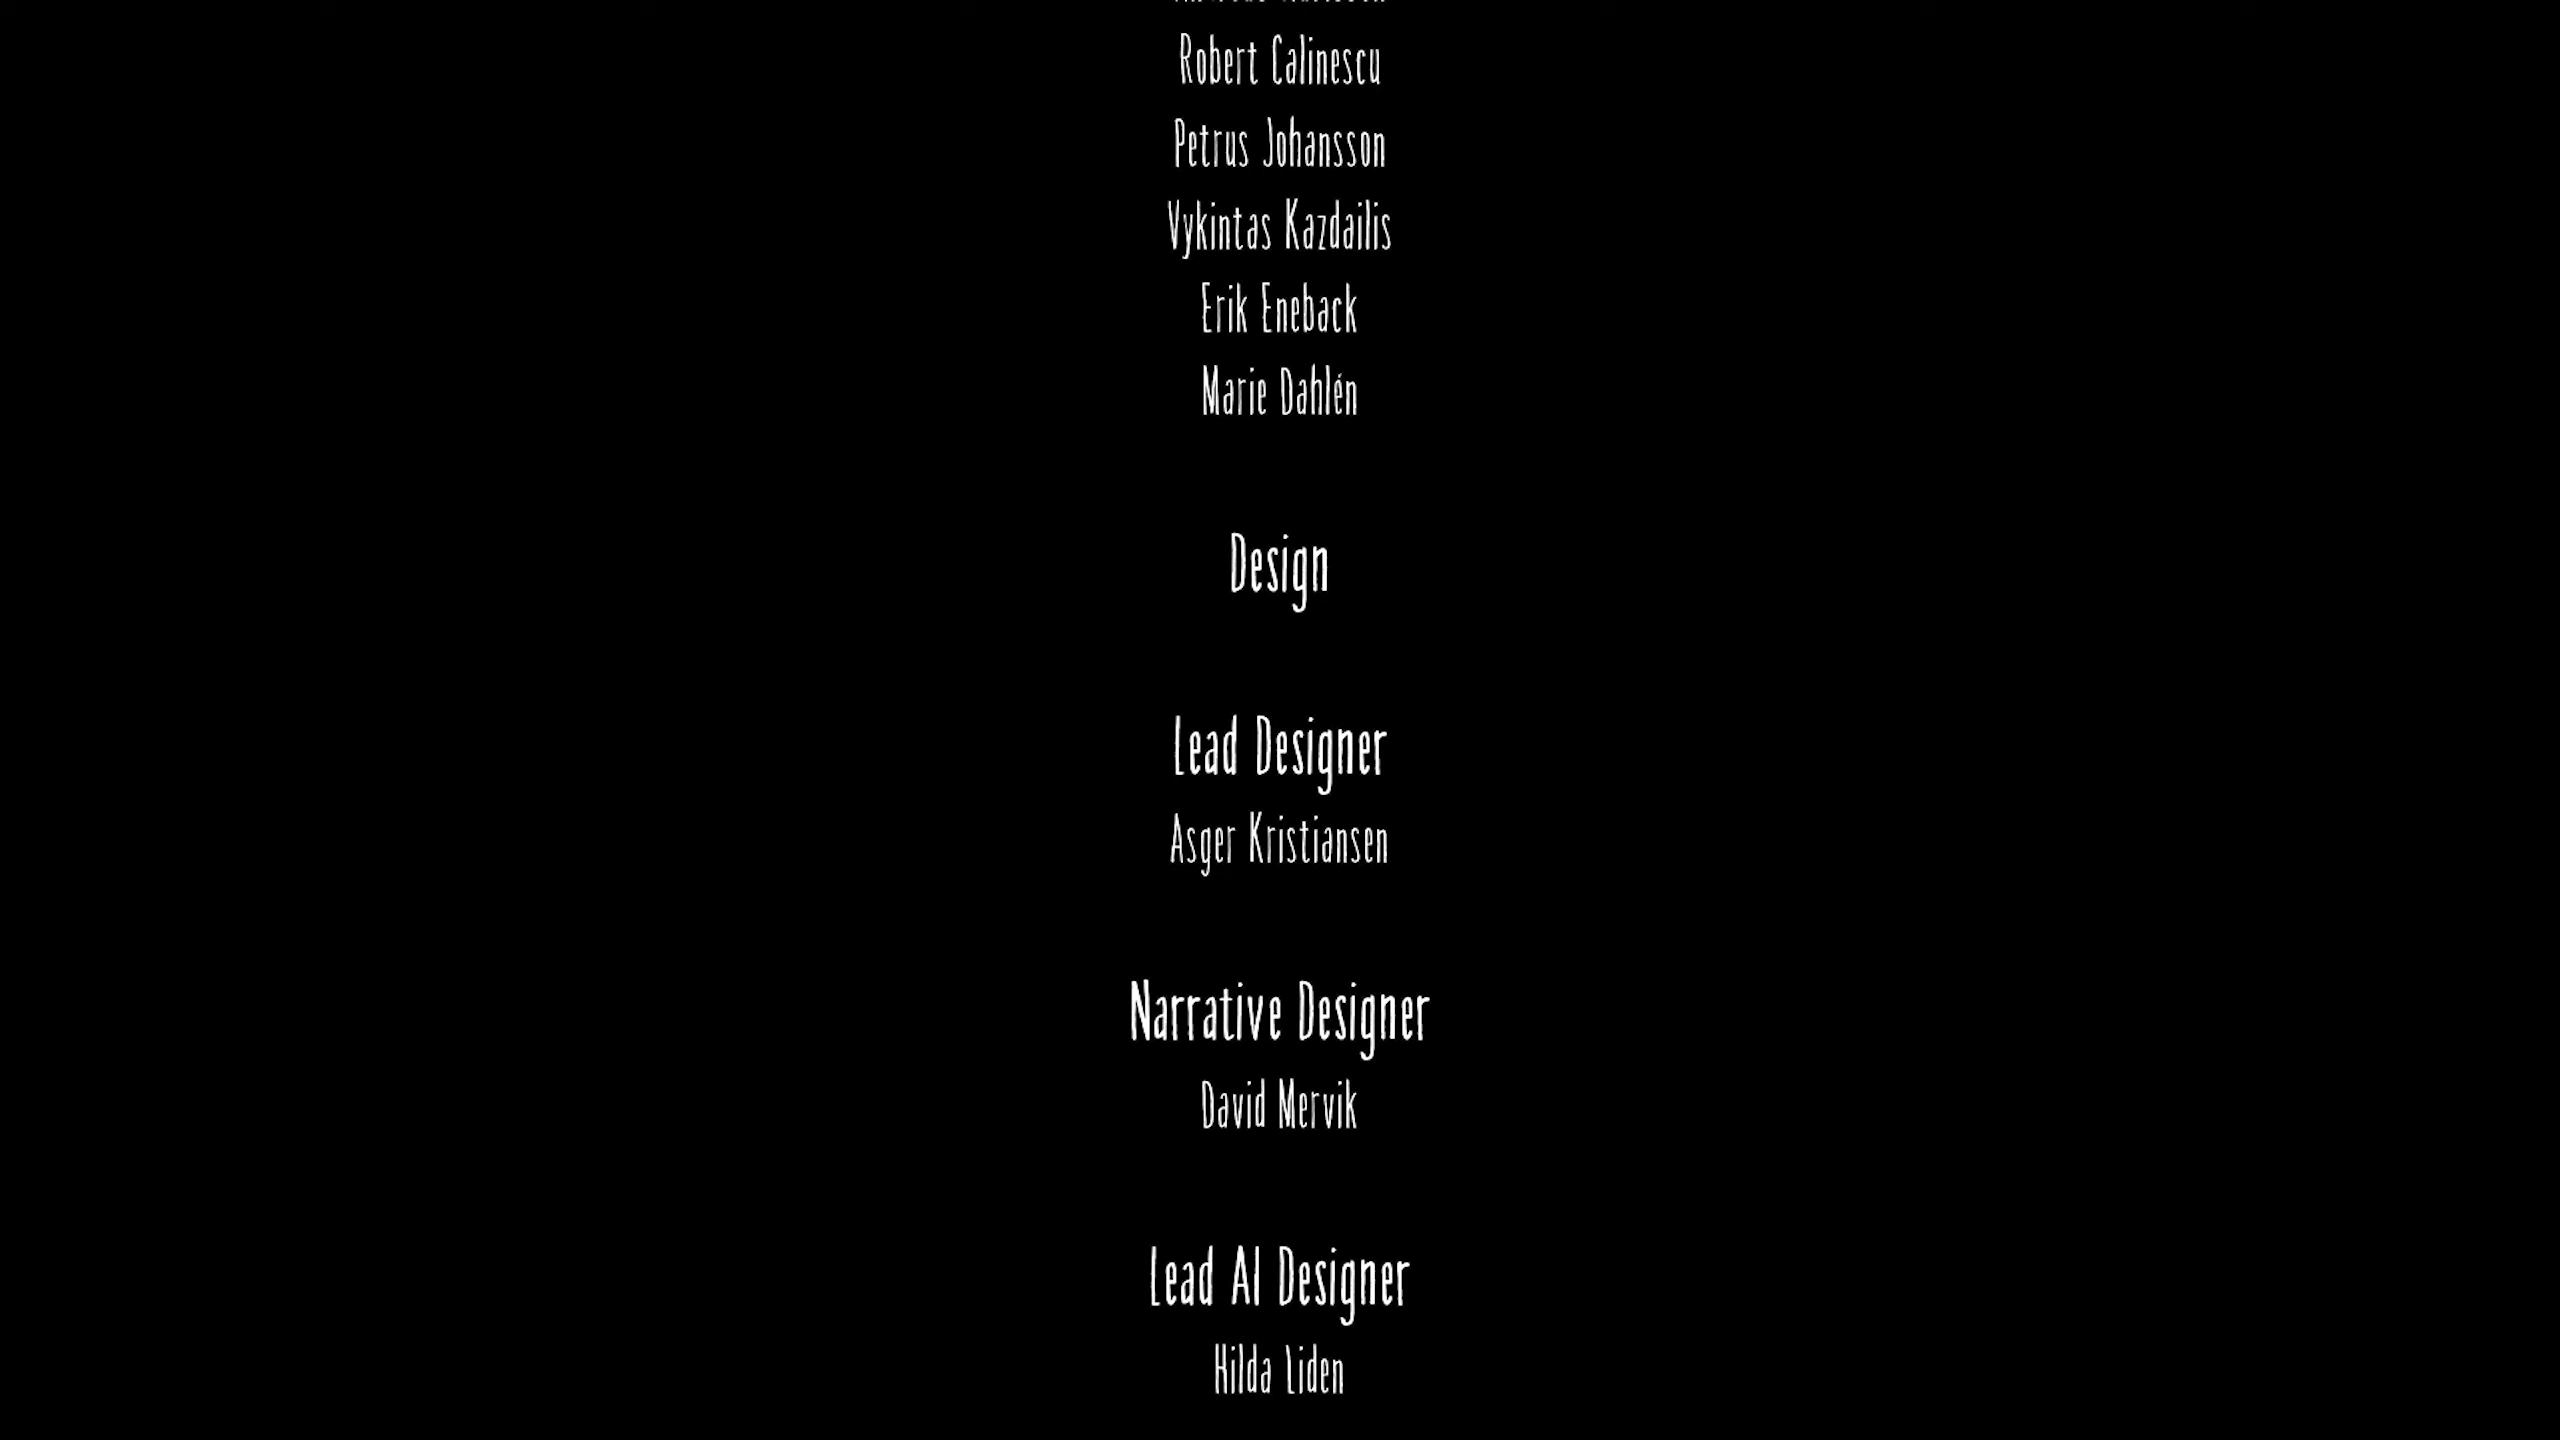 Robert Calinescu
Petrus Johansson
Vykintas Kazdailis
Erik Eneback
Marie Dahlén
Design
Lead Designer
Asger Kristiansen
Narrative Designer
David Mervik
Lead AI Designer
Hilda Liden